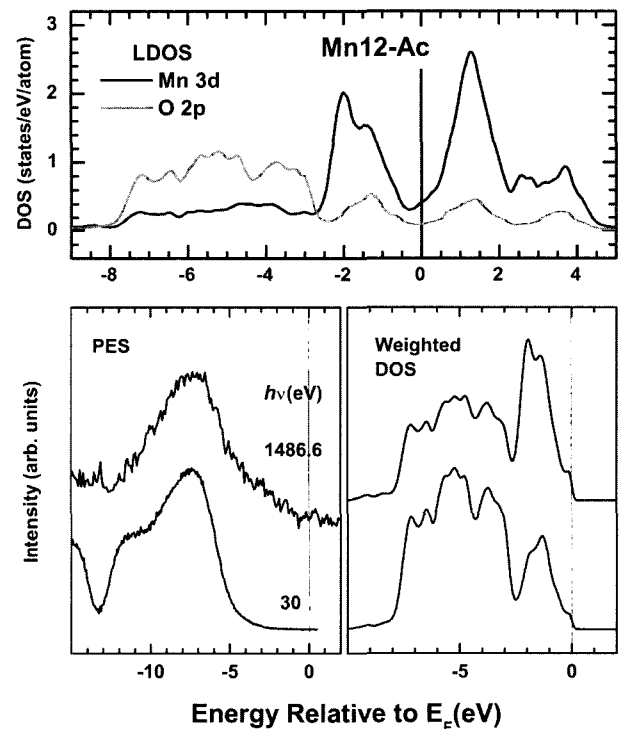 Mn12-Ac
LDOS
Mn 3d
O 2p
DOS (states/eV/atom)
3
2
1
0
-8 -6 -4 -2 0 2 4
PES
hν(eV)
1486.6
30
Weighted
DOS
Intensity (arb. units)
-10 -5 0
-5 0
Energy Relative to E_F(eV)